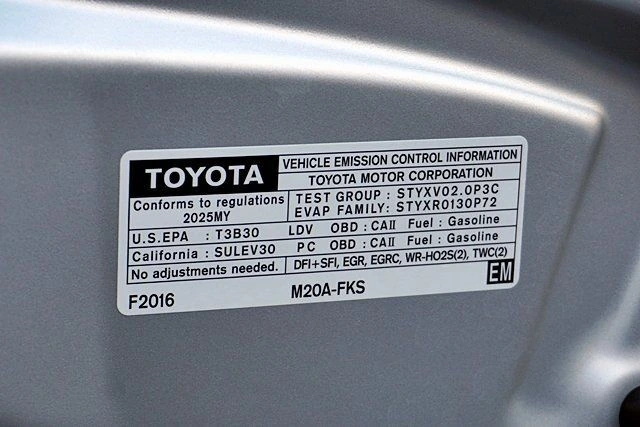 TOYOTA
VEHICLE EMISSION CONTROL INFORMATION
TOYOTA MOTOR CORPORATION
Conforms to regulations
2025MY
TEST GROUP : STYXV02.0P3C
EVAP FAMILY: STYXR0130P72
U.S.EPA : T3B30 LDV OBD : CAⅡ Fuel : Gasoline
California : SULEV30 PC OBD : CAⅡ Fuel : Gasoline
No adjustments needed. DFI+SFI, EGR, EGRC, WR-HO2S(2), TWC(2)
EM
F2016 M20A-FKS